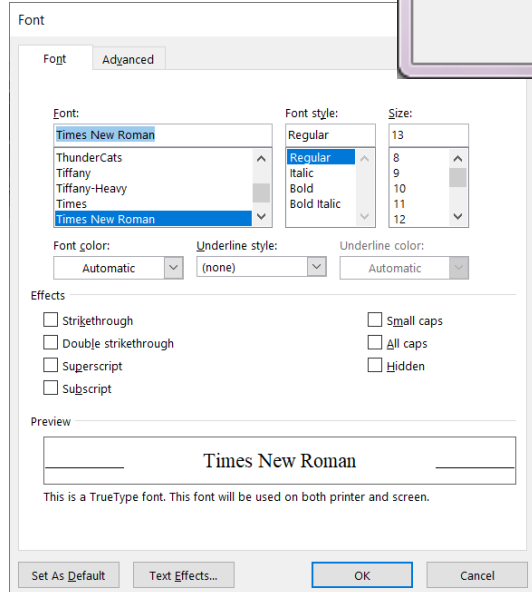 Font
Font Advanced
Font: Font style: Size:
Times New Roman Regular 13
ThunderCats Regular 8
Tiffany Italic 9
Tiffany-Heavy Bold 10
Times Bold Italic 11
Times New Roman 12
Font color: Underline style: Underline color:
Automatic (none) Automatic
Effects
Strikethrough Small caps
Double strikethrough All caps
Superscript Hidden
Subscript
Preview
Times New Roman
This is a TrueType font. This font will be used on both printer and screen.
Set As Default Text Effects... OK Cancel